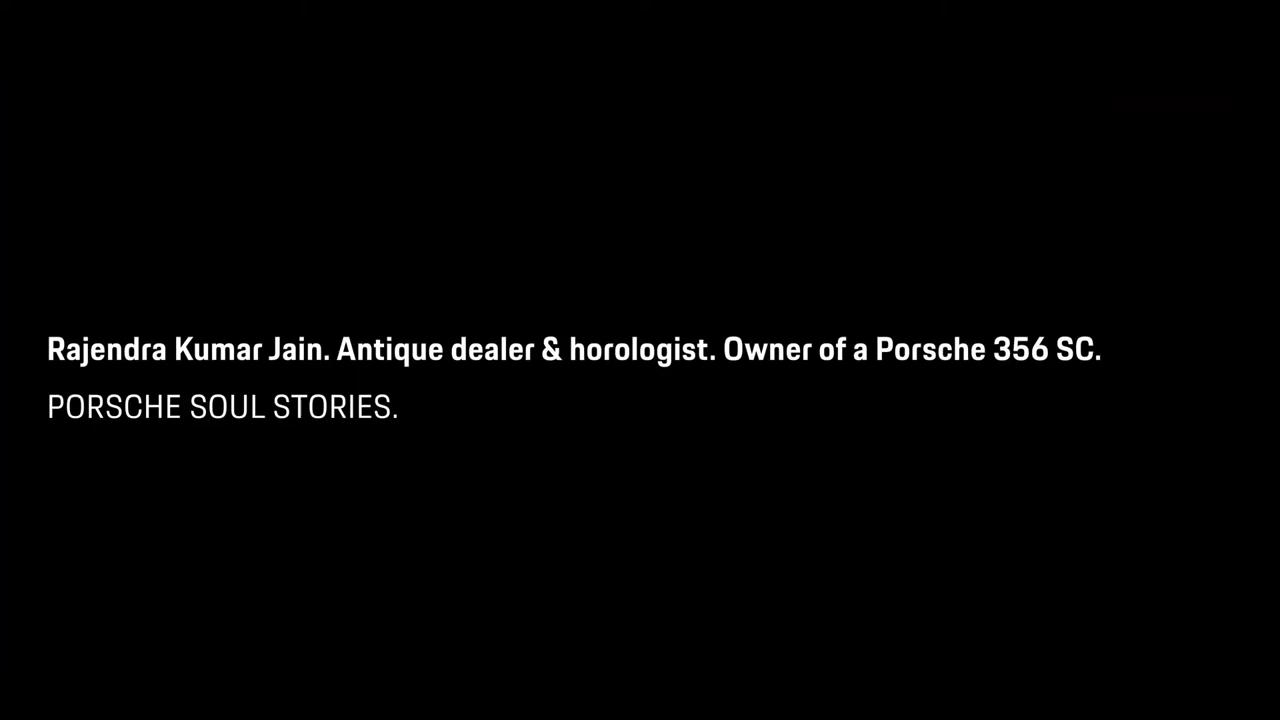 Rajendra Kumar Jain. Antique dealer & horologist. Owner of a Porsche 356 SC.
PORSCHE SOUL STORIES.